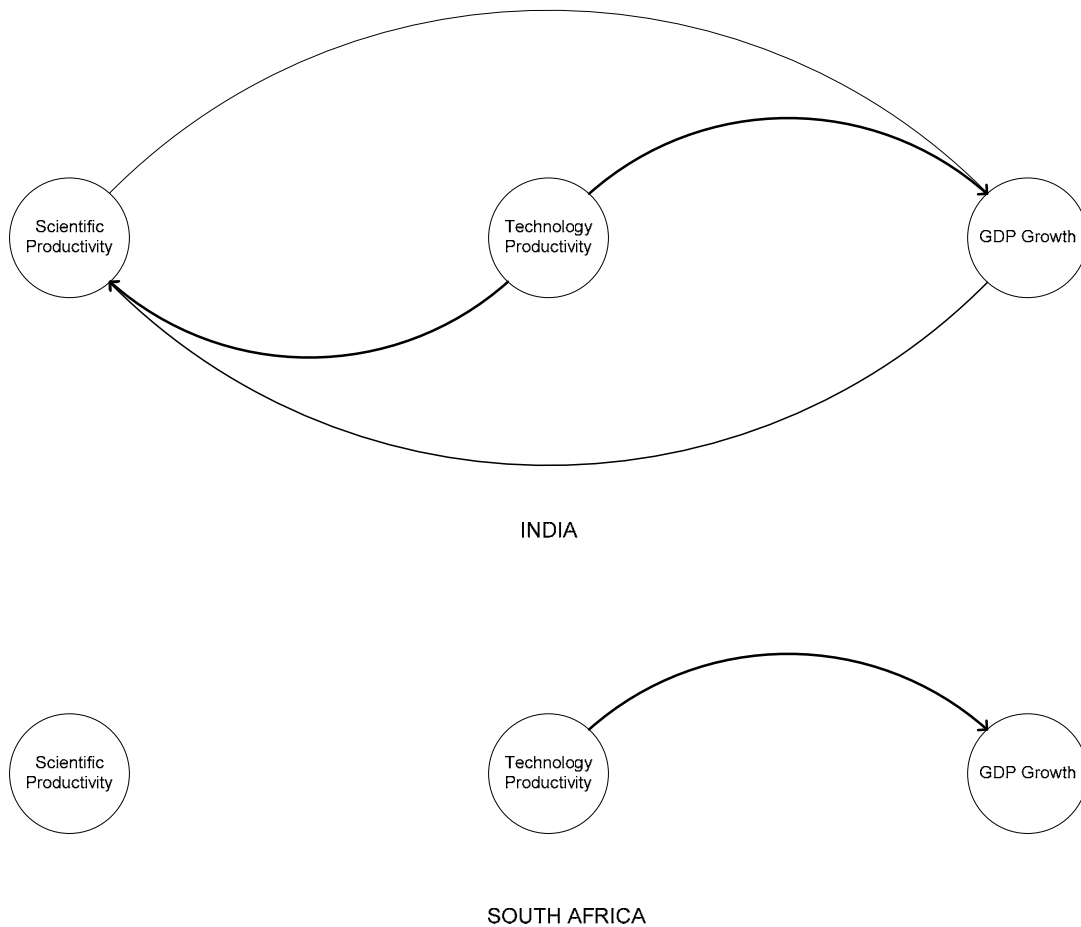 Scientific
Productivity
Technology
Productivity
GDP Growth
INDIA
Scientific
Productivity
Technology
Productivity
GDP Growth
SOUTH AFRICA